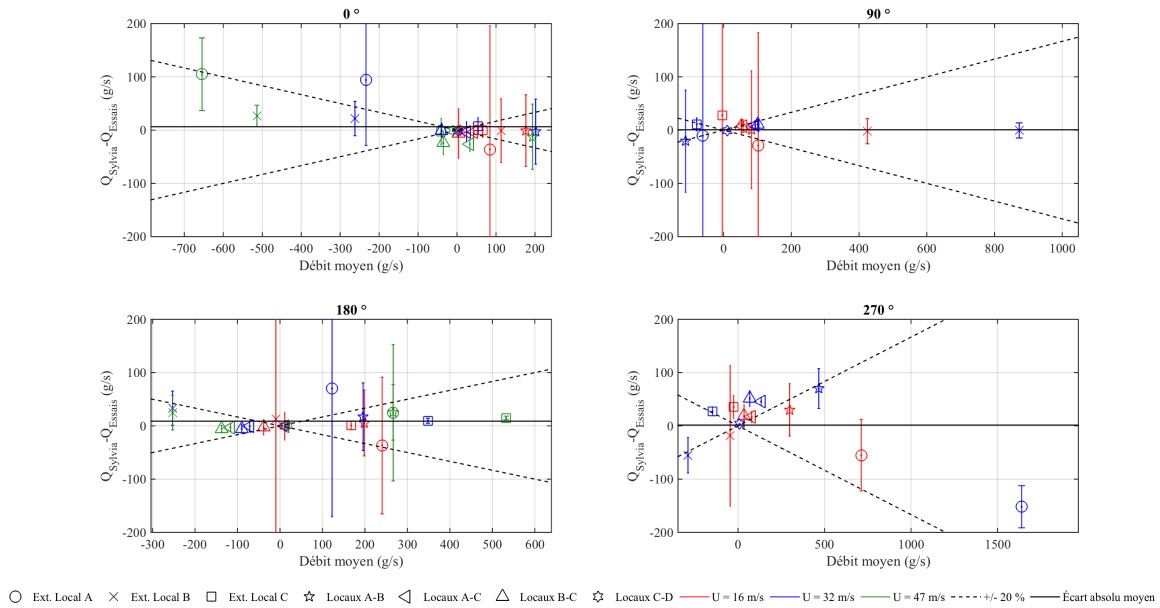 0 °
200
100
0
-100
-200
Q_Sylvia-Q_Essais (g/s)
-700 -600 -500 -400 -300 -200 -100 0 100 200
Débit moyen (g/s)
90 °
200
100
0
-100
-200
Q_Sylvia-Q_Essais (g/s)
0 200 400 600 800 1000
Débit moyen (g/s)
180 °
200
100
0
-100
-200
Q_Sylvia-Q_Essais (g/s)
-300 -200 -100 0 100 200 300 400 500 600
Débit moyen (g/s)
270 °
200
100
0
-100
-200
Q_Sylvia-Q_Essais (g/s)
0 500 1000 1500
Débit moyen (g/s)
Ext. Local A Ext. Local B Ext. Local C Locaux A-B Locaux A-C Locaux B-C Locaux C-D U = 16 m/s U = 32 m/s U = 47 m/s +/- 20 % Écart absolu moyen